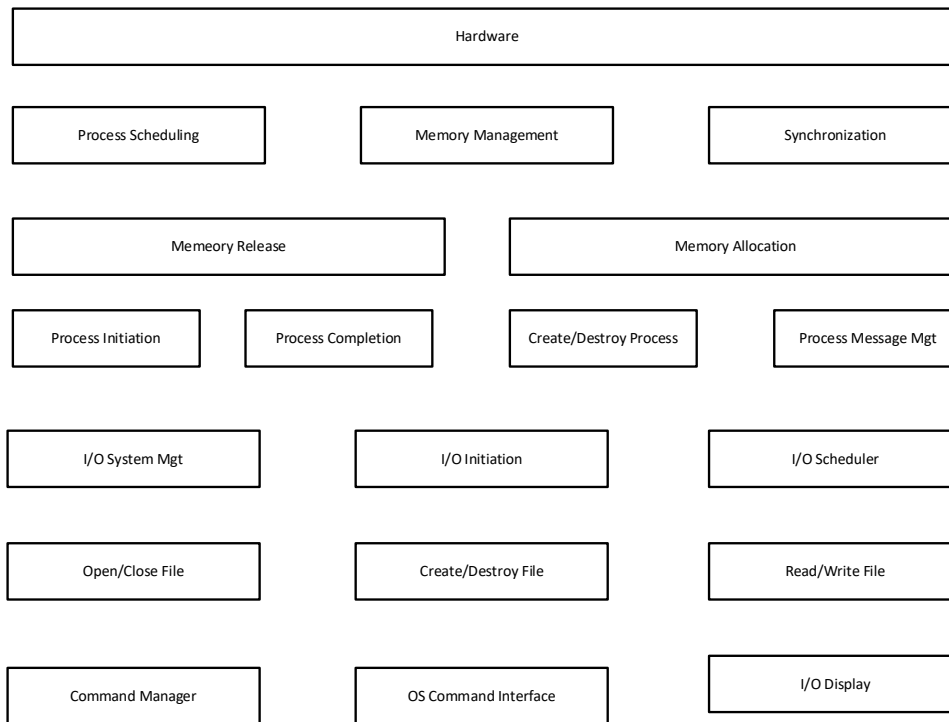 Hardware
Process Scheduling
Memory Management
Synchronization
Memeory Release
Memory Allocation
Process Initiation
Process Completion
Create/Destroy Process
Process Message Mgt
I/O System Mgt
I/O Initiation
I/O Scheduler
Open/Close File
Create/Destroy File
Read/Write File
Command Manager
OS Command Interface
I/O Display